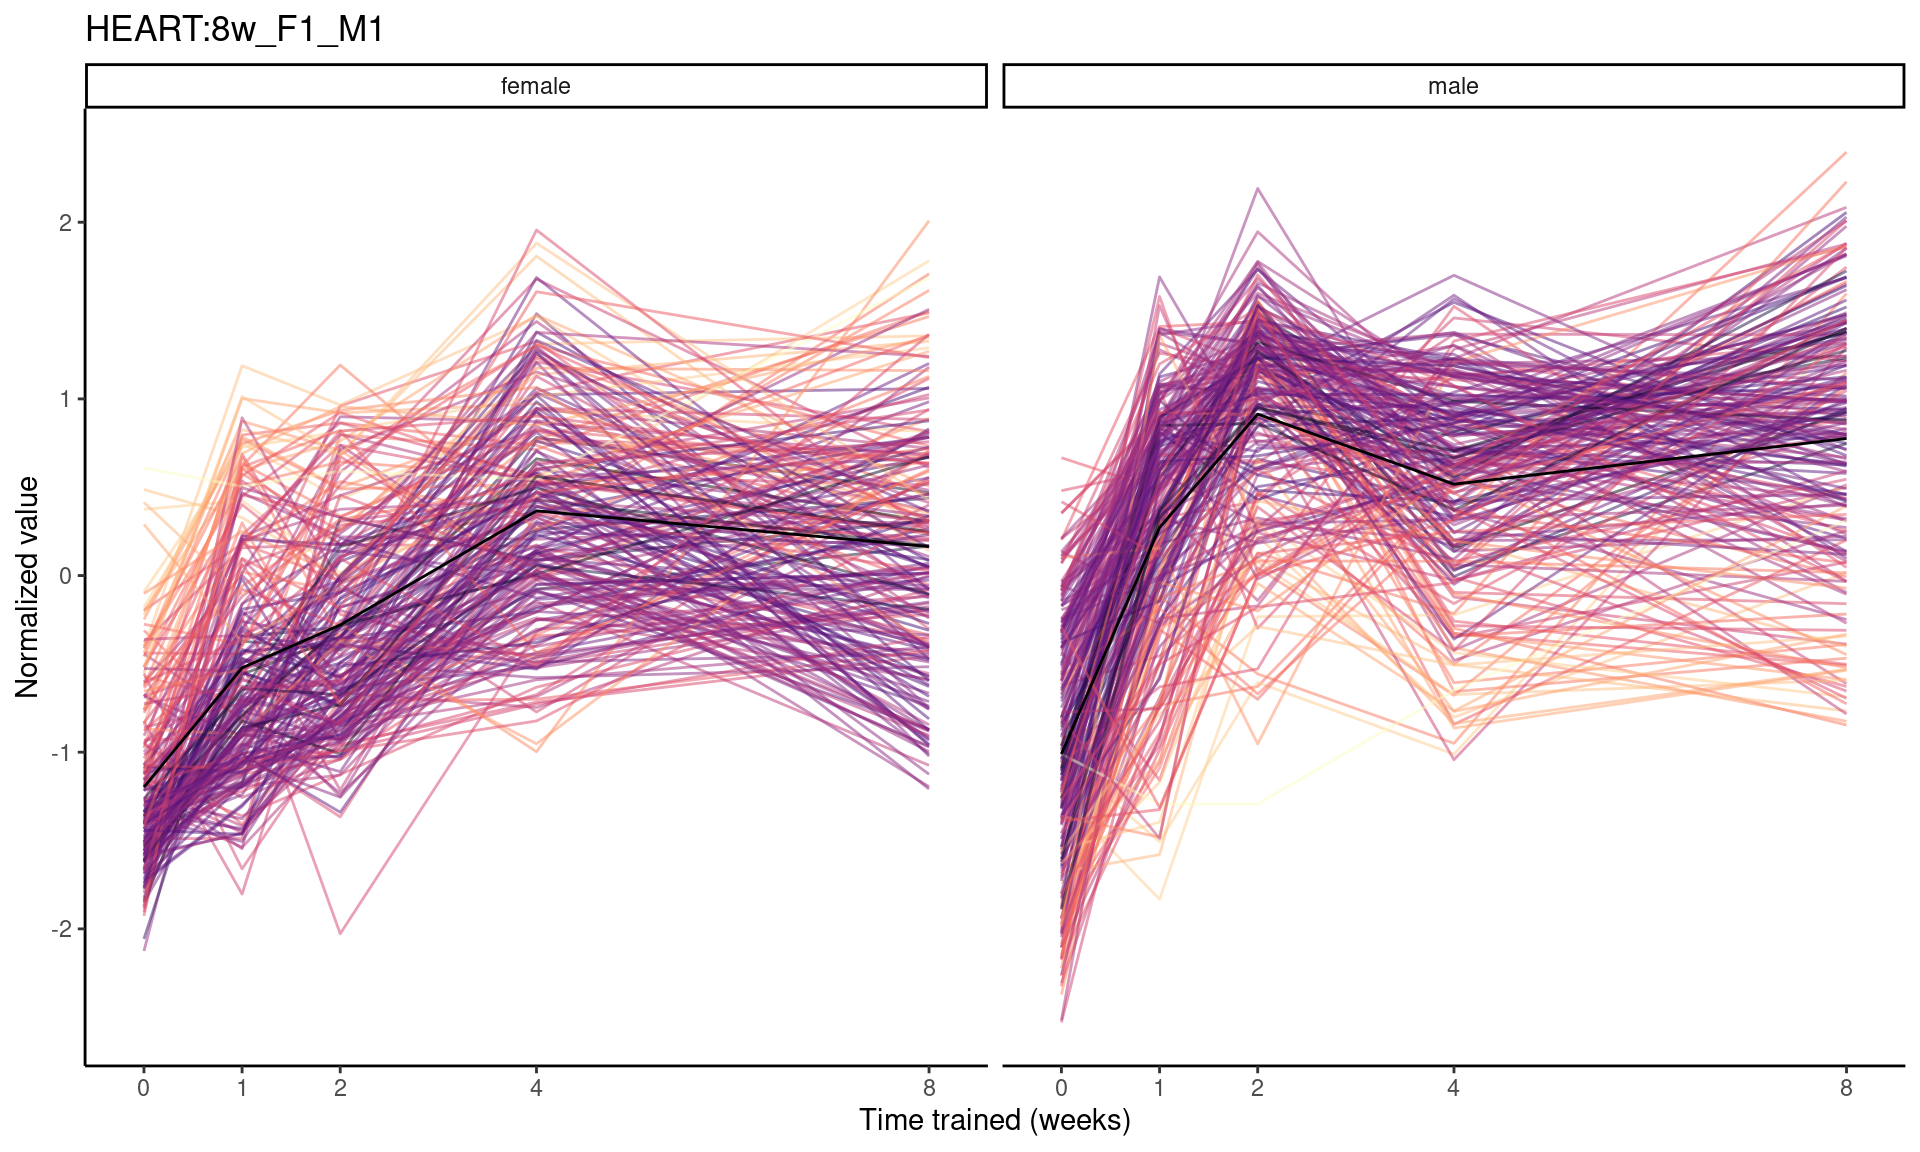 HEART:8w_F1_M1
female
male
Normalized value
2
1
0
-1
-2
0 1 2 4 8
0 1 2 4 8
Time trained (weeks)